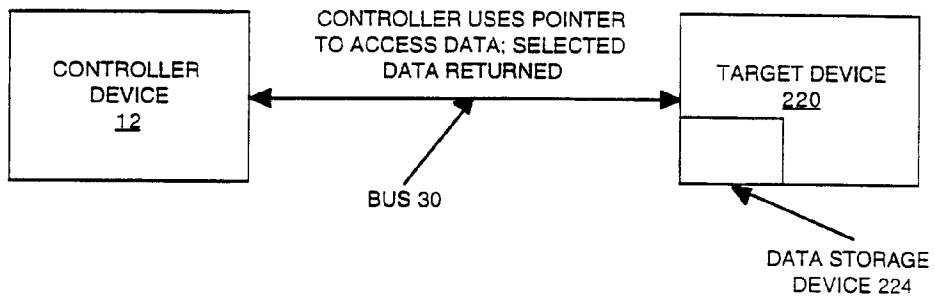 CONTROLLER USES POINTER
TO ACCESS DATA; SELECTED
DATA RETURNED
CONTROLLER
DEVICE
12
TARGET DEVICE
220
BUS 30
DATA STORAGE
DEVICE 224